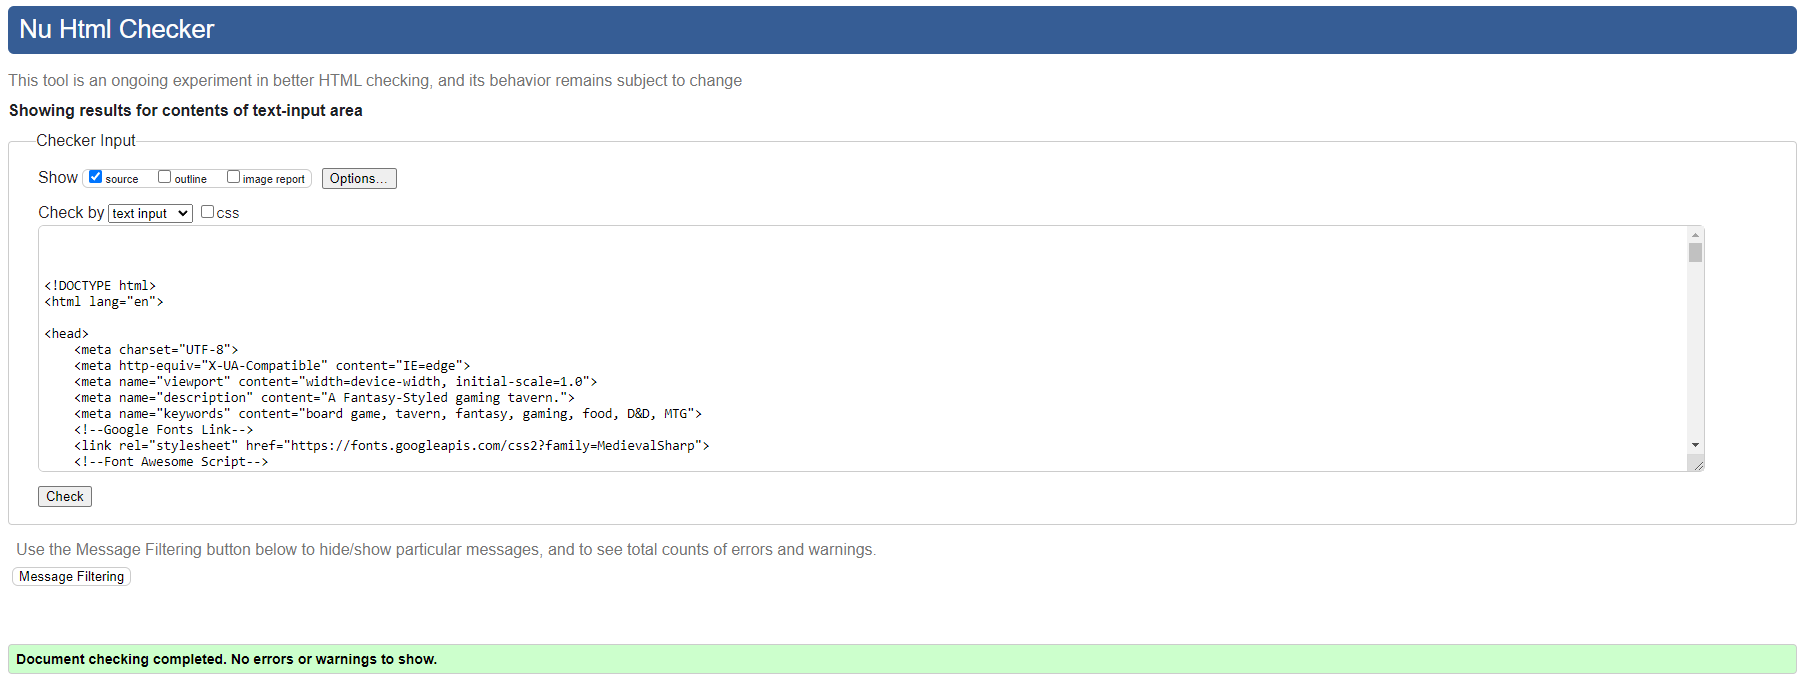 Nu Html Checker
This tool is an ongoing experiment in better HTML checking, and its behavior remains subject to change
Showing results for contents of text-input area
Checker Input
Show source outline image report Options...
Check by text input css
<!DOCTYPE html>
<html lang="en">
<head>
<meta charset="UTF-8">
<meta http-equiv="X-UA-Compatible" content="IE=edge">
<meta name="viewport" content="width=device-width, initial-scale=1.0">
<meta name="description" content="A Fantasy-Styled gaming tavern.">
<meta name="keywords" content="board game, tavern, fantasy, gaming, food, D&D, MTG">
<!--Google Fonts Link-->
<link rel="stylesheet" href="https://fonts.googleapis.com/css2?family=MedievalSharp">
<!--Font Awesome Script-->
Check
Use the Message Filtering button below to hide/show particular messages, and to see total counts of errors and warnings.
Message Filtering
Document checking completed. No errors or warnings to show.